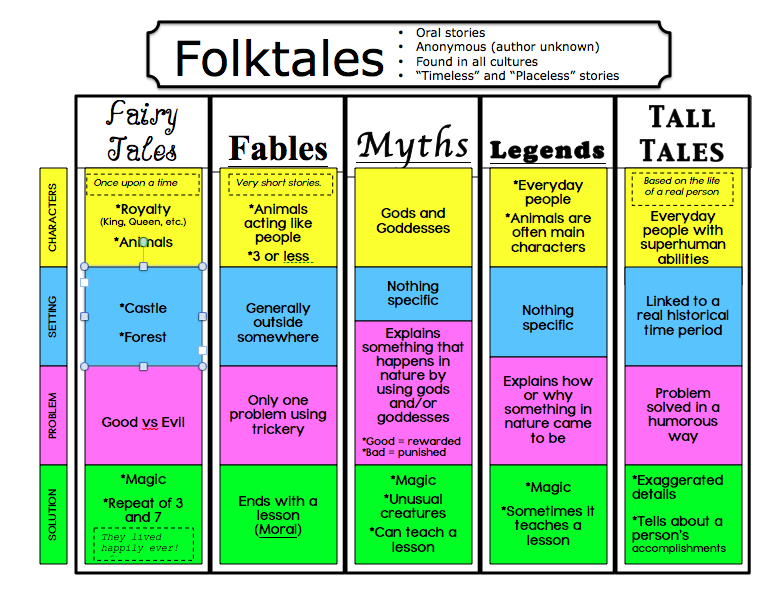 Folktales
• Oral stories
• Anonymous (author unknown)
• Found in all cultures
• "Timeless" and "Placeless" stories
Fairy
Tales
Fables
Myths
Legends
TALL
TALES
CHARACTERS
Once upon a time
*Royalty
(King, Queen, etc.)
*Animals
Very short stories.
*Animals
acting like
people
*3 or less
Gods and
Goddesses
*Everyday
people
*Animals are
often main
characters
Based on the life
of a real person
Everyday
people with
superhuman
abilities
SETTING
*Castle
*Forest
Generally
outside
somewhere
Nothing
specific
Nothing
specific
Linked to a
real historical
time period
PROBLEM
Good vs Evil
Only one
problem using
trickery
Explains
something that
happens in
nature by
using gods
and/or
goddesses
*Good = rewarded
*Bad = punished
Explains how
or why
something in
nature came
to be
Problem
solved in a
humorous
way
SOLUTION
*Magic
*Repeat of 3
and 7
They lived
happily ever!
Ends with a
lesson
(Moral)
*Magic
*Unusual
creatures
*Can teach a
lesson
*Magic
*Sometimes it
teaches a
lesson
*Exaggerated
details
*Tells about a
person's
accomplishments